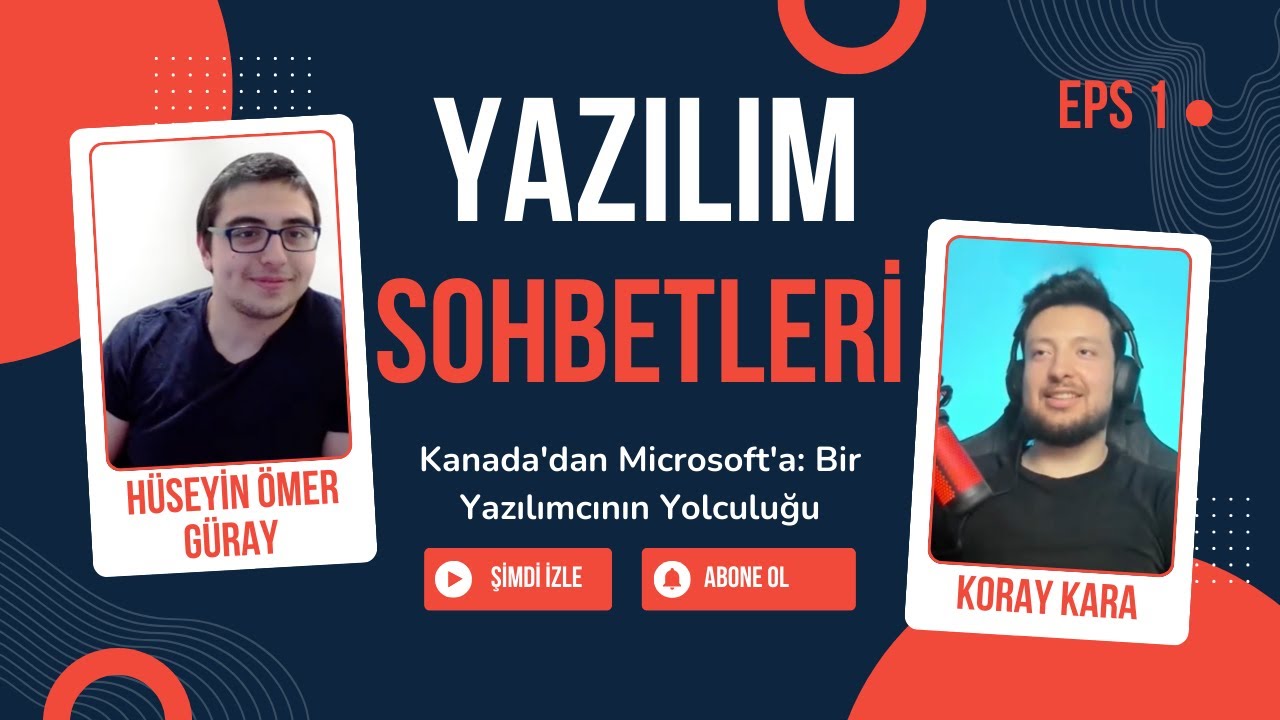 EPS 1
YAZILIM
SOHBETLERİ
Kanada'dan Microsoft'a: Bir
Yazılımcının Yolculuğu
ŞİMDİ İZLE
ABONE OL
HÜSEYİN ÖMER
GÜRAY
KORAY KARA